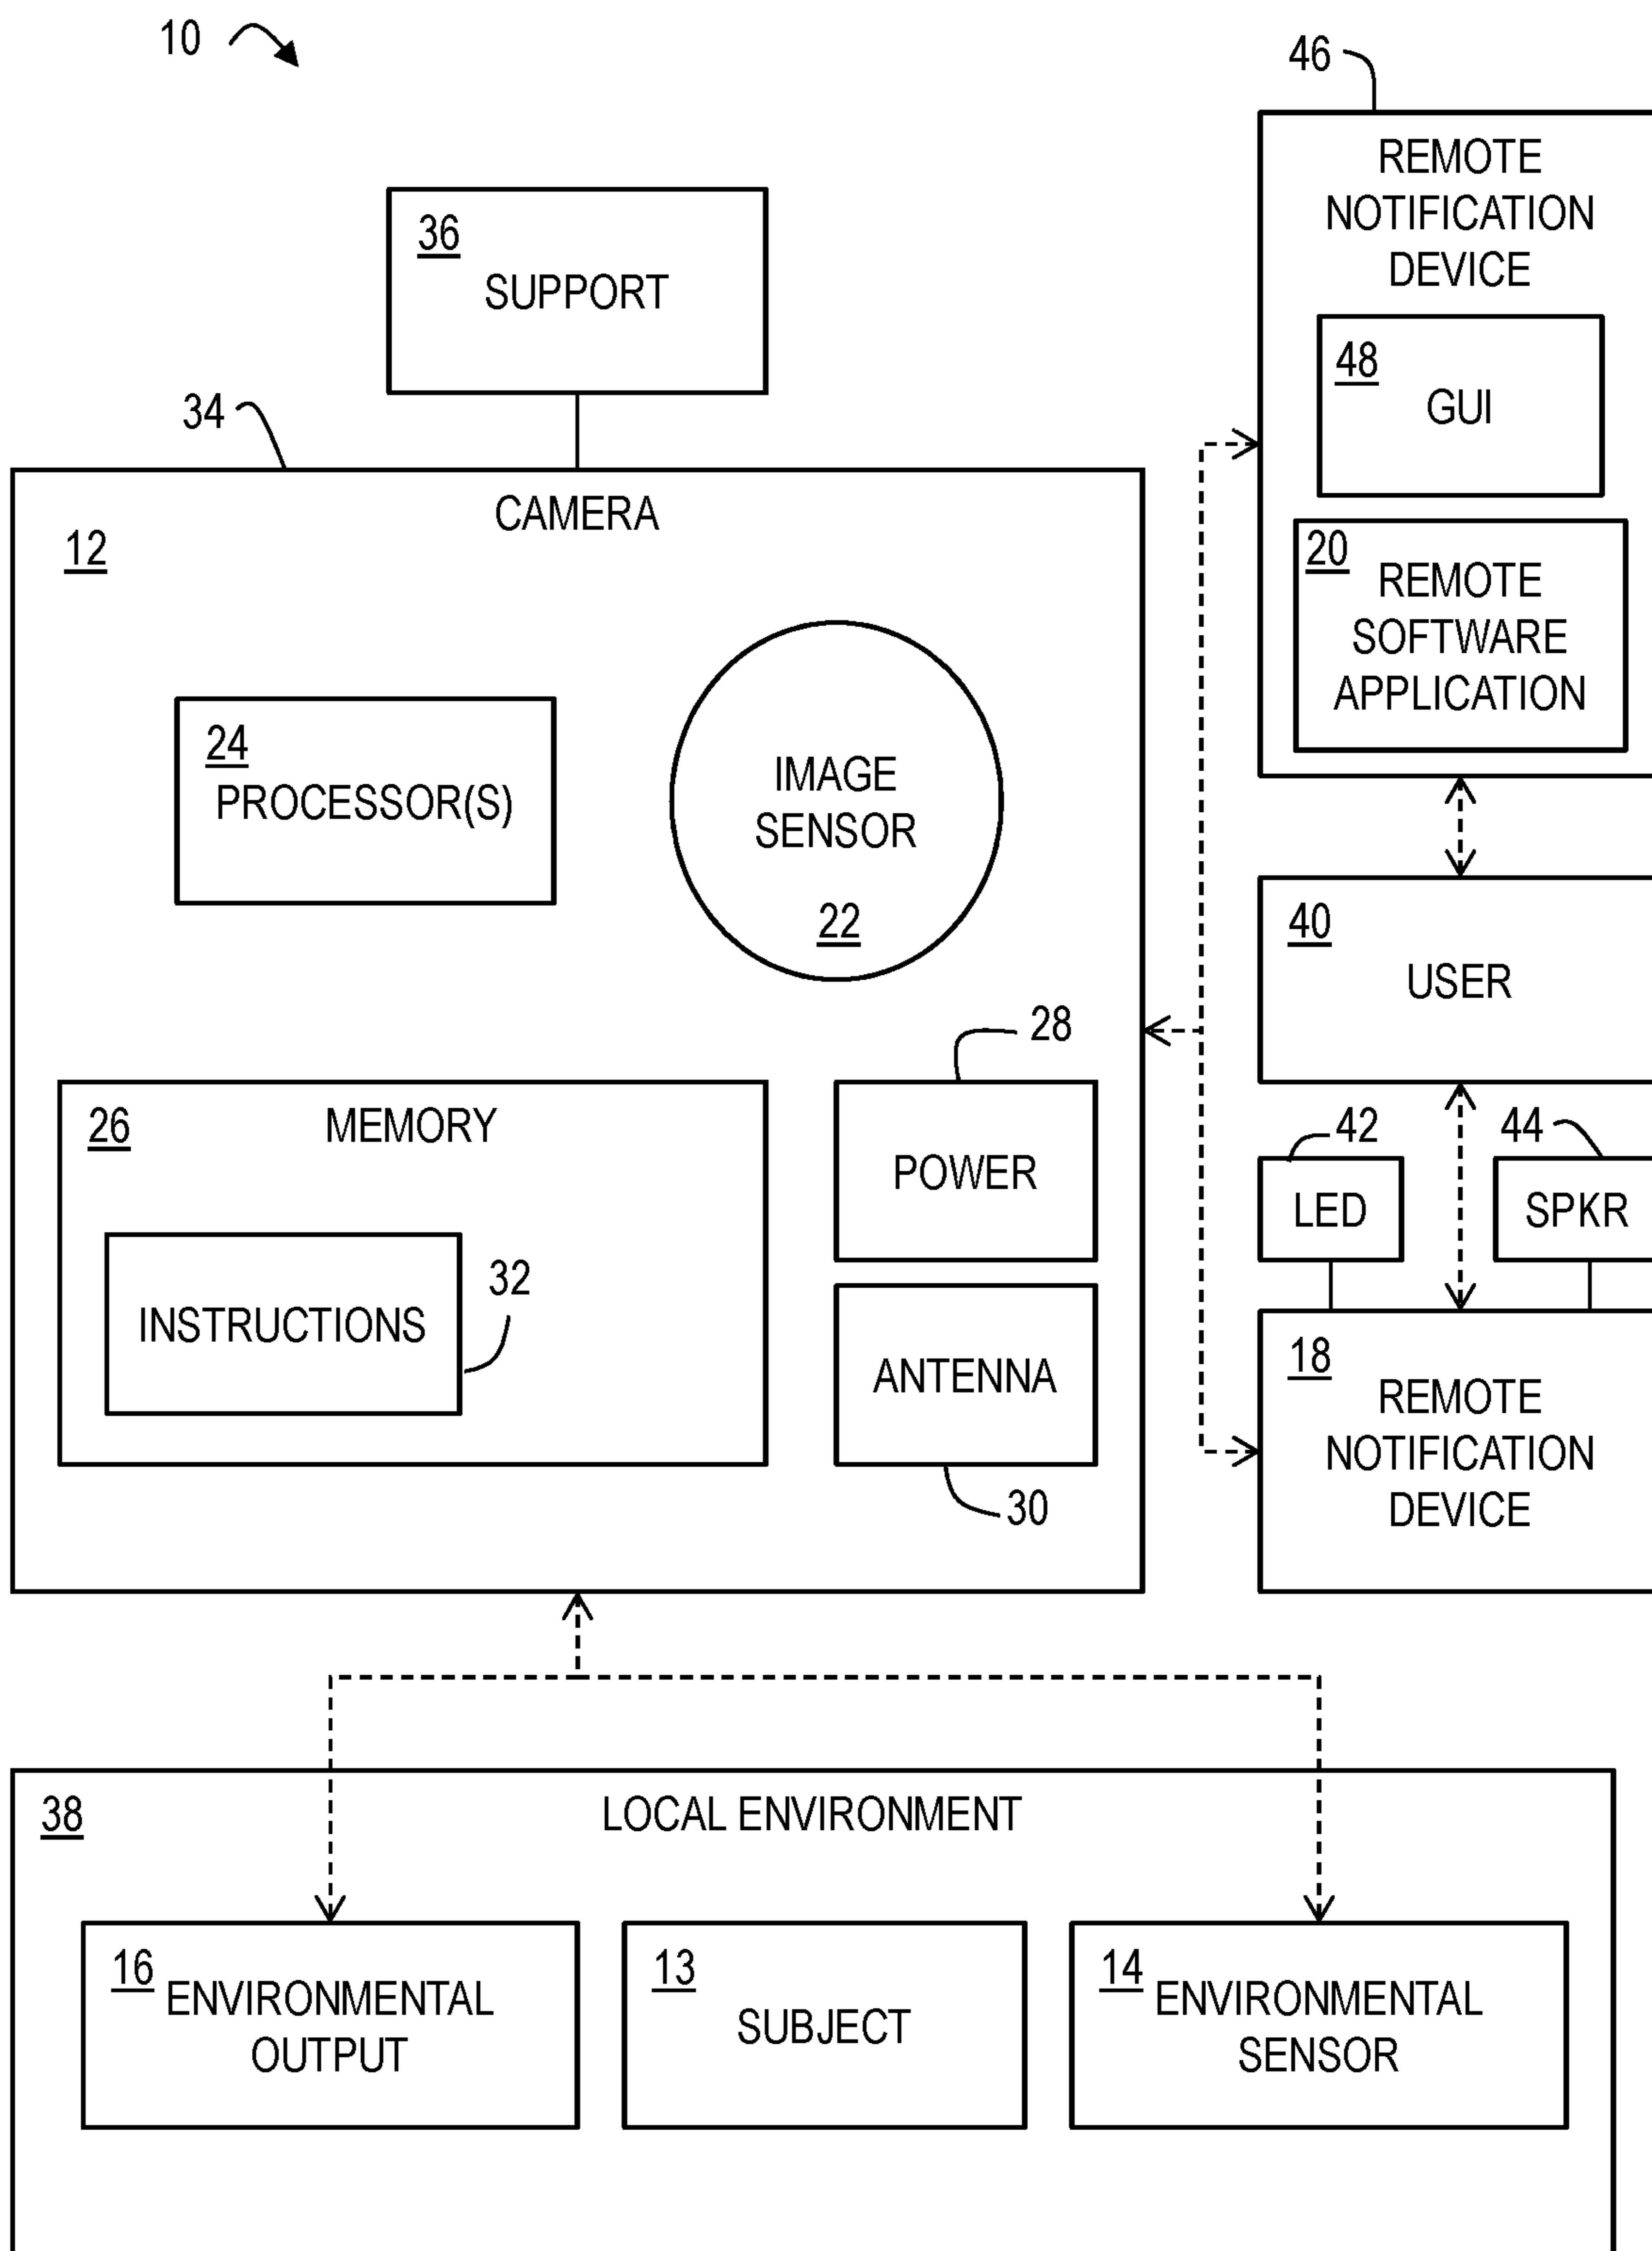 10
46
REMOTE
NOTIFICATION
DEVICE
36
SUPPORT
48
GUI
34
CAMERA
12
20
REMOTE
SOFTWARE
APPLICATION
24
PROCESSOR(S)
IMAGE
SENSOR
22
40
USER
28
26
MEMORY
POWER
42
44
LED
SPKR
32
INSTRUCTIONS
ANTENNA
30
18
REMOTE
NOTIFICATION
DEVICE
38
LOCAL ENVIRONMENT
16
ENVIRONMENTAL
OUTPUT
13
SUBJECT
14
ENVIRONMENTAL
SENSOR